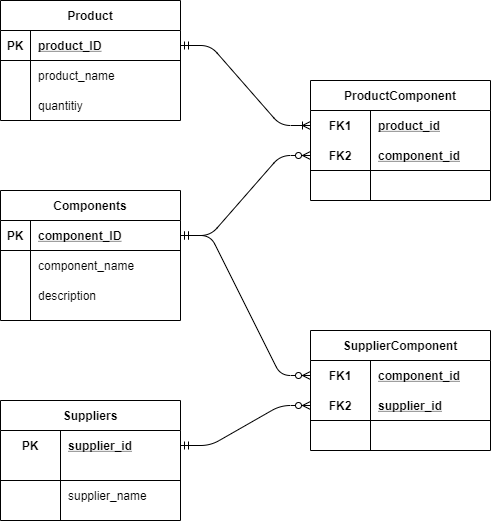 Product
PK product_ID
product_name
quantitiy
ProductComponent
FK1 product_id
FK2 component_id
Components
PK component_ID
component_name
description
SupplierComponent
FK1 component_id
FK2 supplier_id
Suppliers
PK supplier_id
supplier_name